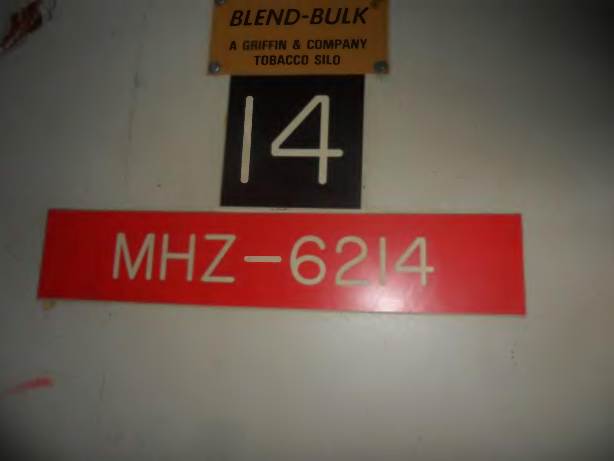 BLEND-BULK
A GRIFFIN & COMPANY
TOBACCO SILO
14
MHZ-6214